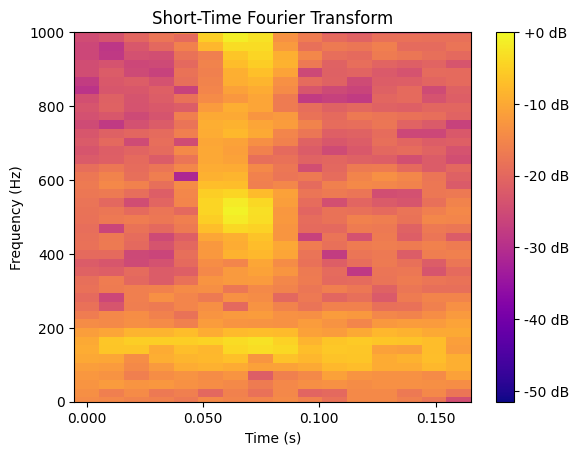 Short-Time Fourier Transform
1000
800
600
400
200
0
Frequency (Hz)
0.000
0.050
0.100
0.150
Time (s)
+0 dB
-10 dB
-20 dB
-30 dB
-40 dB
-50 dB